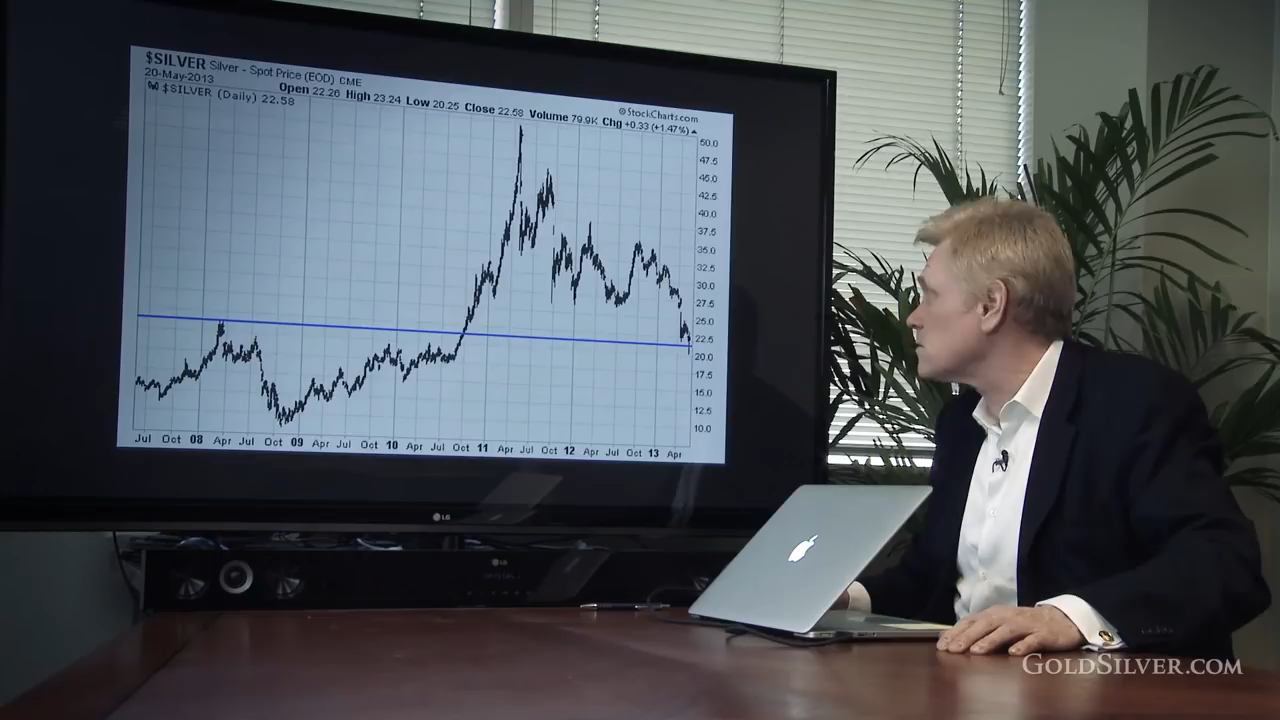 $SILVER Silver - Spot Price (EOD) CME
20-May-2013
©StockCharts.com
Open 22.26 High 23.24 Low 20.25 Close 22.58 Volume 79.9K Chg +0.33 (+1.47%)
$SILVER (Daily) 22.58
50.0
47.5
45.0
42.5
40.0
37.5
35.0
32.5
30.0
27.5
25.0
22.5
20.0
17.5
15.0
12.5
10.0
Jul Oct 08 Apr Jul Oct 09 Apr Jul Oct 10 Apr Jul Oct 11 Apr Jul Oct 12 Apr Jul Oct 13 Apr
LG
LG
GOLDSILVER.COM